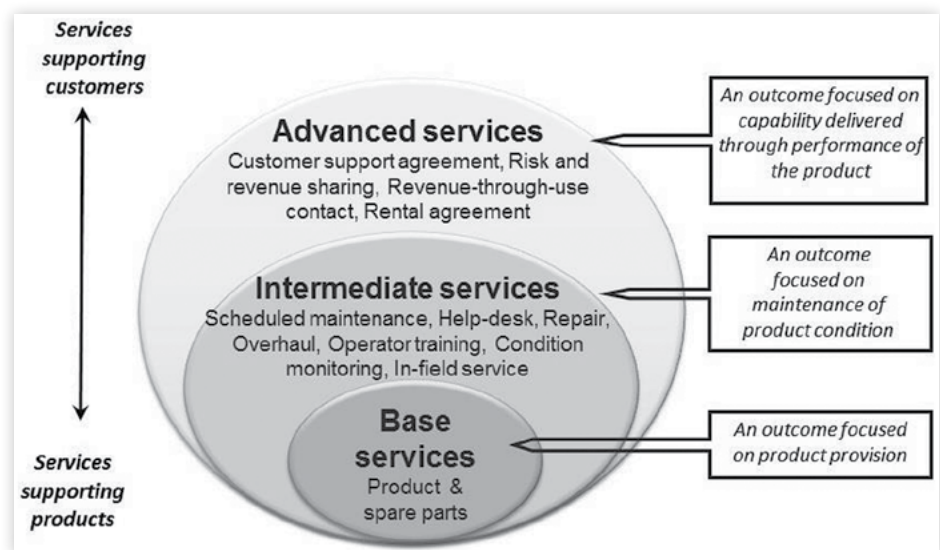 Services
supporting
customers
Advanced services
Customer support agreement, Risk and
revenue sharing, Revenue-through-use
contact, Rental agreement
An outcome focused on
capability delivered
through performance of
the product
Intermediate services
Scheduled maintenance, Help-desk, Repair,
Overhaul, Operator training, Condition
monitoring, In-field service
An outcome
focused on
maintenance of
product condition
Base
services
Product &
spare parts
An outcome focused
on product provision
Services
supporting
products